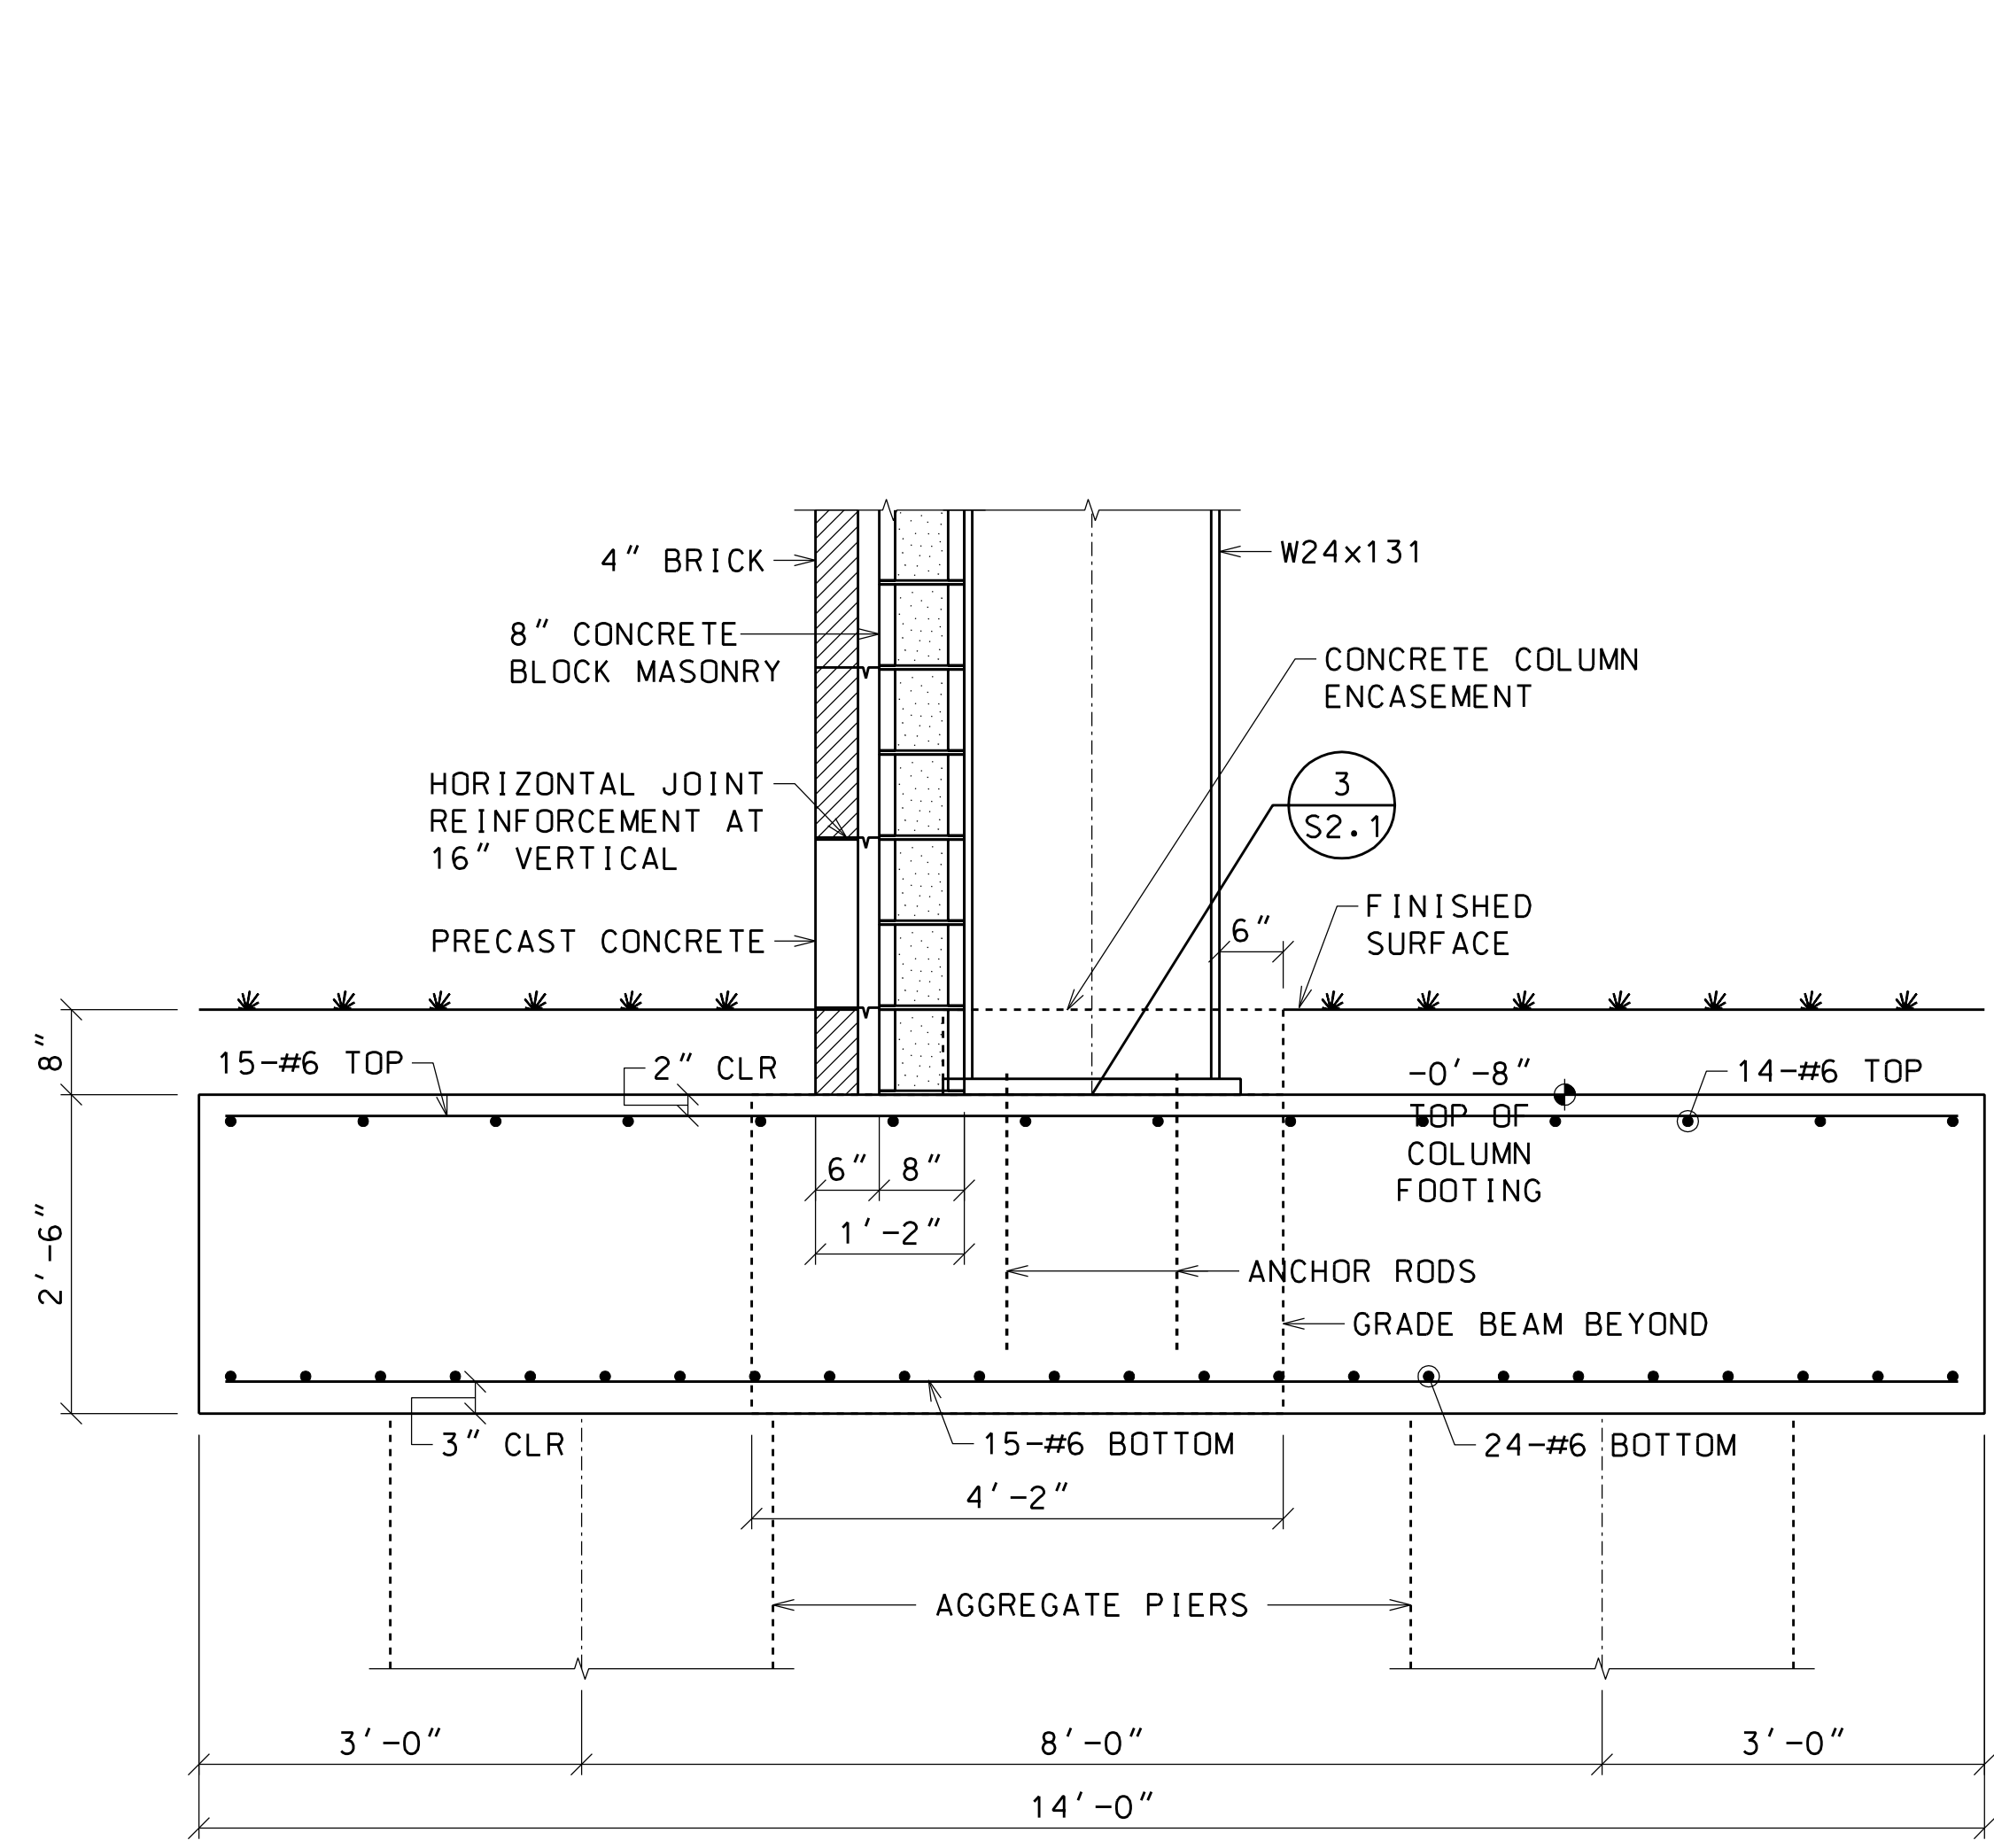 4" BRICK
W24x131
8" CONCRETE
BLOCK MASONRY
CONCRETE COLUMN
ENCASEMENT
HORIZONTAL JOINT
REINFORCEMENT AT
16" VERTICAL
3
S2.1
PRECAST CONCRETE
6"
FINISHED
SURFACE
8"
15-#6 TOP
2" CLR
-0'-8"
TOP OF
COLUMN
FOOTING
14-#6 TOP
6"
8"
1'-2"
2'-6"
ANCHOR RODS
GRADE BEAM BEYOND
3" CLR
15-#6 BOTTOM
24-#6 BOTTOM
4'-2"
AGGREGATE PIERS
3'-0"
8'-0"
3'-0"
14'-0"